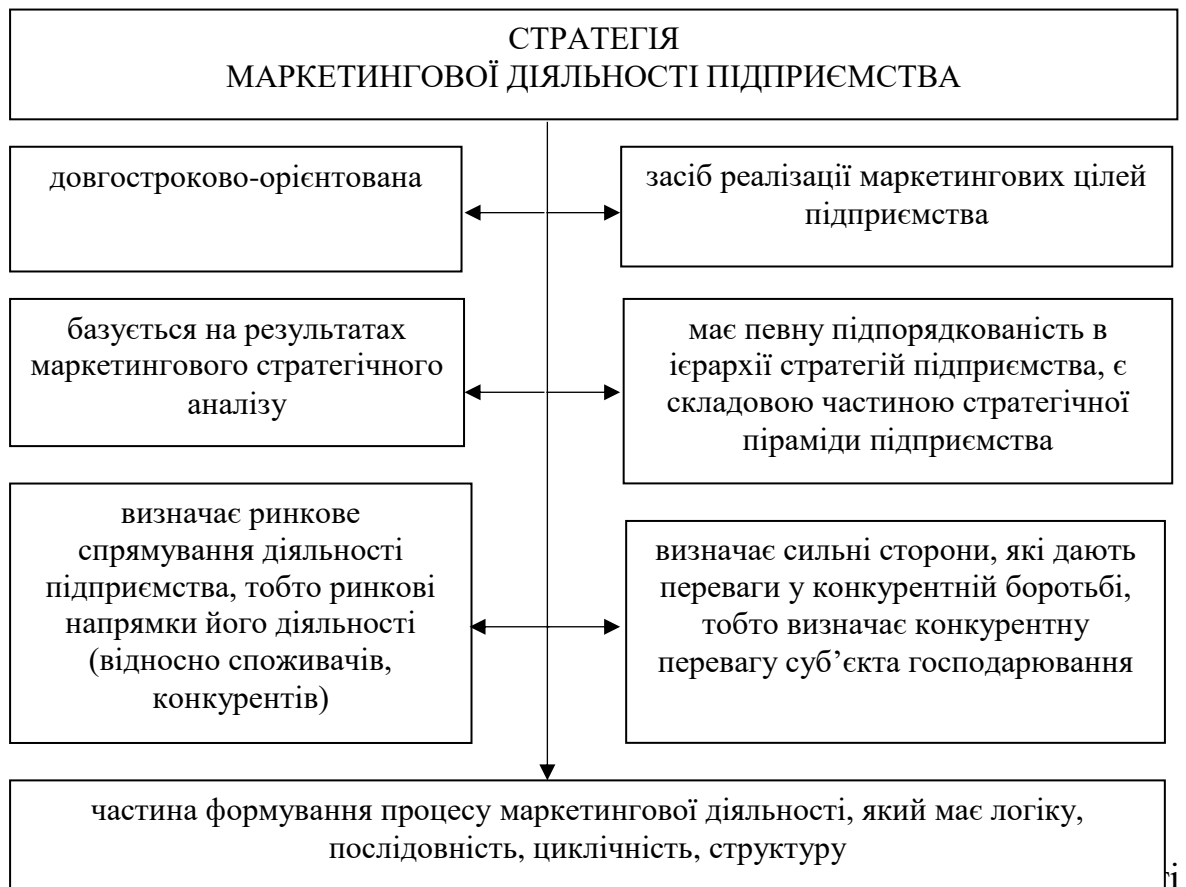 СТРАТЕГІЯ
МАРКЕТИНГОВОЇ ДІЯЛЬНОСТІ ПІДПРИЄМСТВА
довгостроково-орієнтована
засіб реалізації маркетингових цілей
підприємства
базується на результатах
маркетингового стратегічного
аналізу
має певну підпорядкованість в
ієрархії стратегій підприємства, є
складовою частиною стратегічної
піраміди підприємства
визначає ринкове
спрямування діяльності
підприємства, тобто ринкові
напрямки його діяльності
(відносно споживачів,
конкурентів)
визначає сильні сторони, які дають
переваги у конкурентній боротьбі,
тобто визначає конкурентну
перевагу суб’єкта господарювання
частина формування процесу маркетингової діяльності, який має логіку,
послідовність, циклічність, структуру